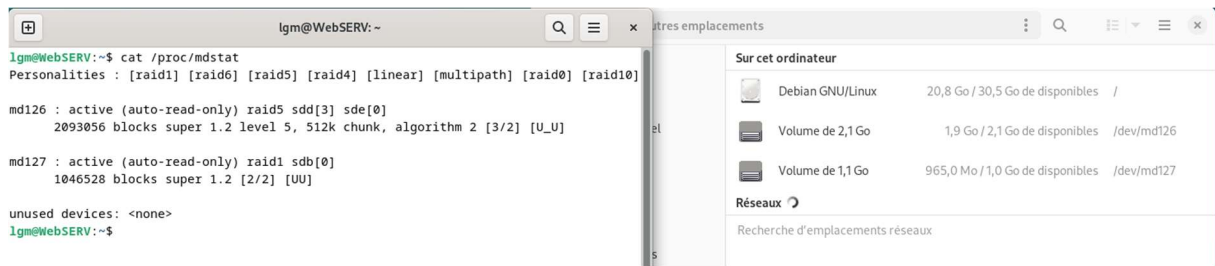 lgm@WebSERV: ~
lgm@WebSERV:~$ cat /proc/mdstat
Personalities : [raid1] [raid6] [raid5] [raid4] [linear] [multipath] [raid0] [raid10]
md126 : active (auto-read-only) raid5 sdd[3] sde[0]
2093056 blocks super 1.2 level 5, 512k chunk, algorithm 2 [3/2] [U_U]
md127 : active (auto-read-only) raid1 sdb[0]
1046528 blocks super 1.2 [2/2] [UU]
unused devices: <none>
lgm@WebSERV:~$
utres emplacements
Sur cet ordinateur
Debian GNU/Linux 20,8 Go / 30,5 Go de disponibles /
Volume de 2,1 Go 1,9 Go / 2,1 Go de disponibles /dev/md126
Volume de 1,1 Go 965,0 Mo / 1,0 Go de disponibles /dev/md127
Réseaux
Recherche d'emplacements réseaux
el
s